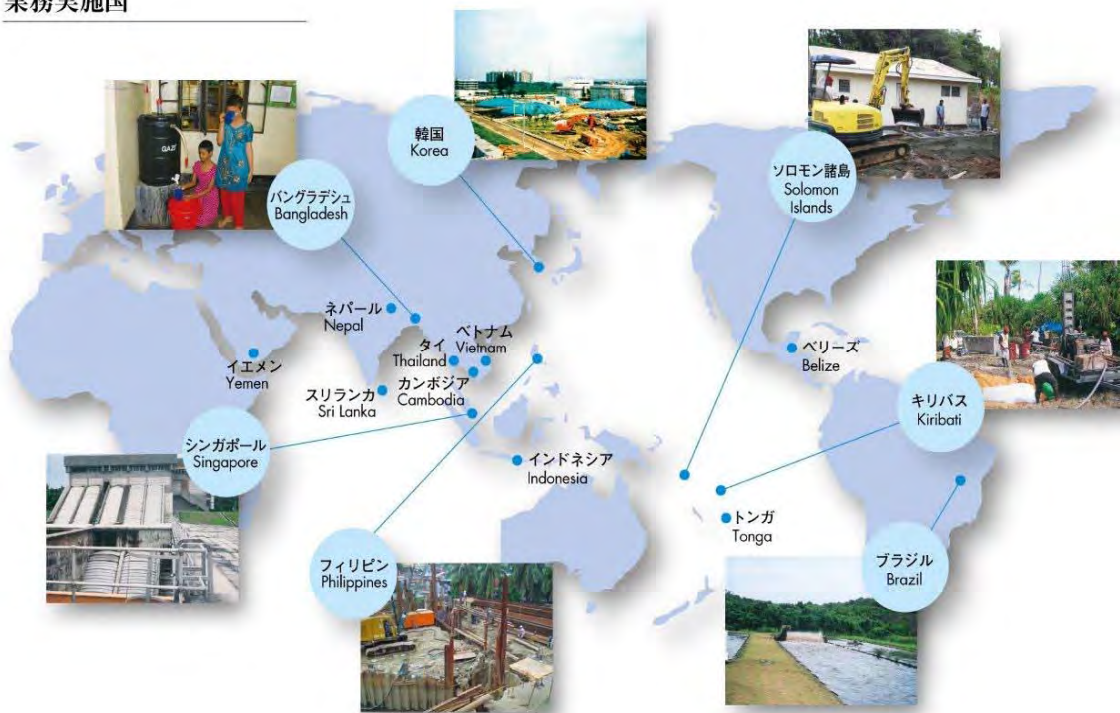 業務実施国
韓国
Korea
ソロモン諸島
Solomon
Islands
バングラデシュ
Bangladesh
GAZI
ネパール
Nepal
ベトナム
Vietnam
タイ
Thailand
カンボジア
Cambodia
イエメン
Yemen
スリランカ
Sri Lanka
ベリーズ
Belize
キリバス
Kiribati
シンガポール
Singapore
インドネシア
Indonesia
トンガ
Tonga
フィリピン
Philippines
ブラジル
Brazil